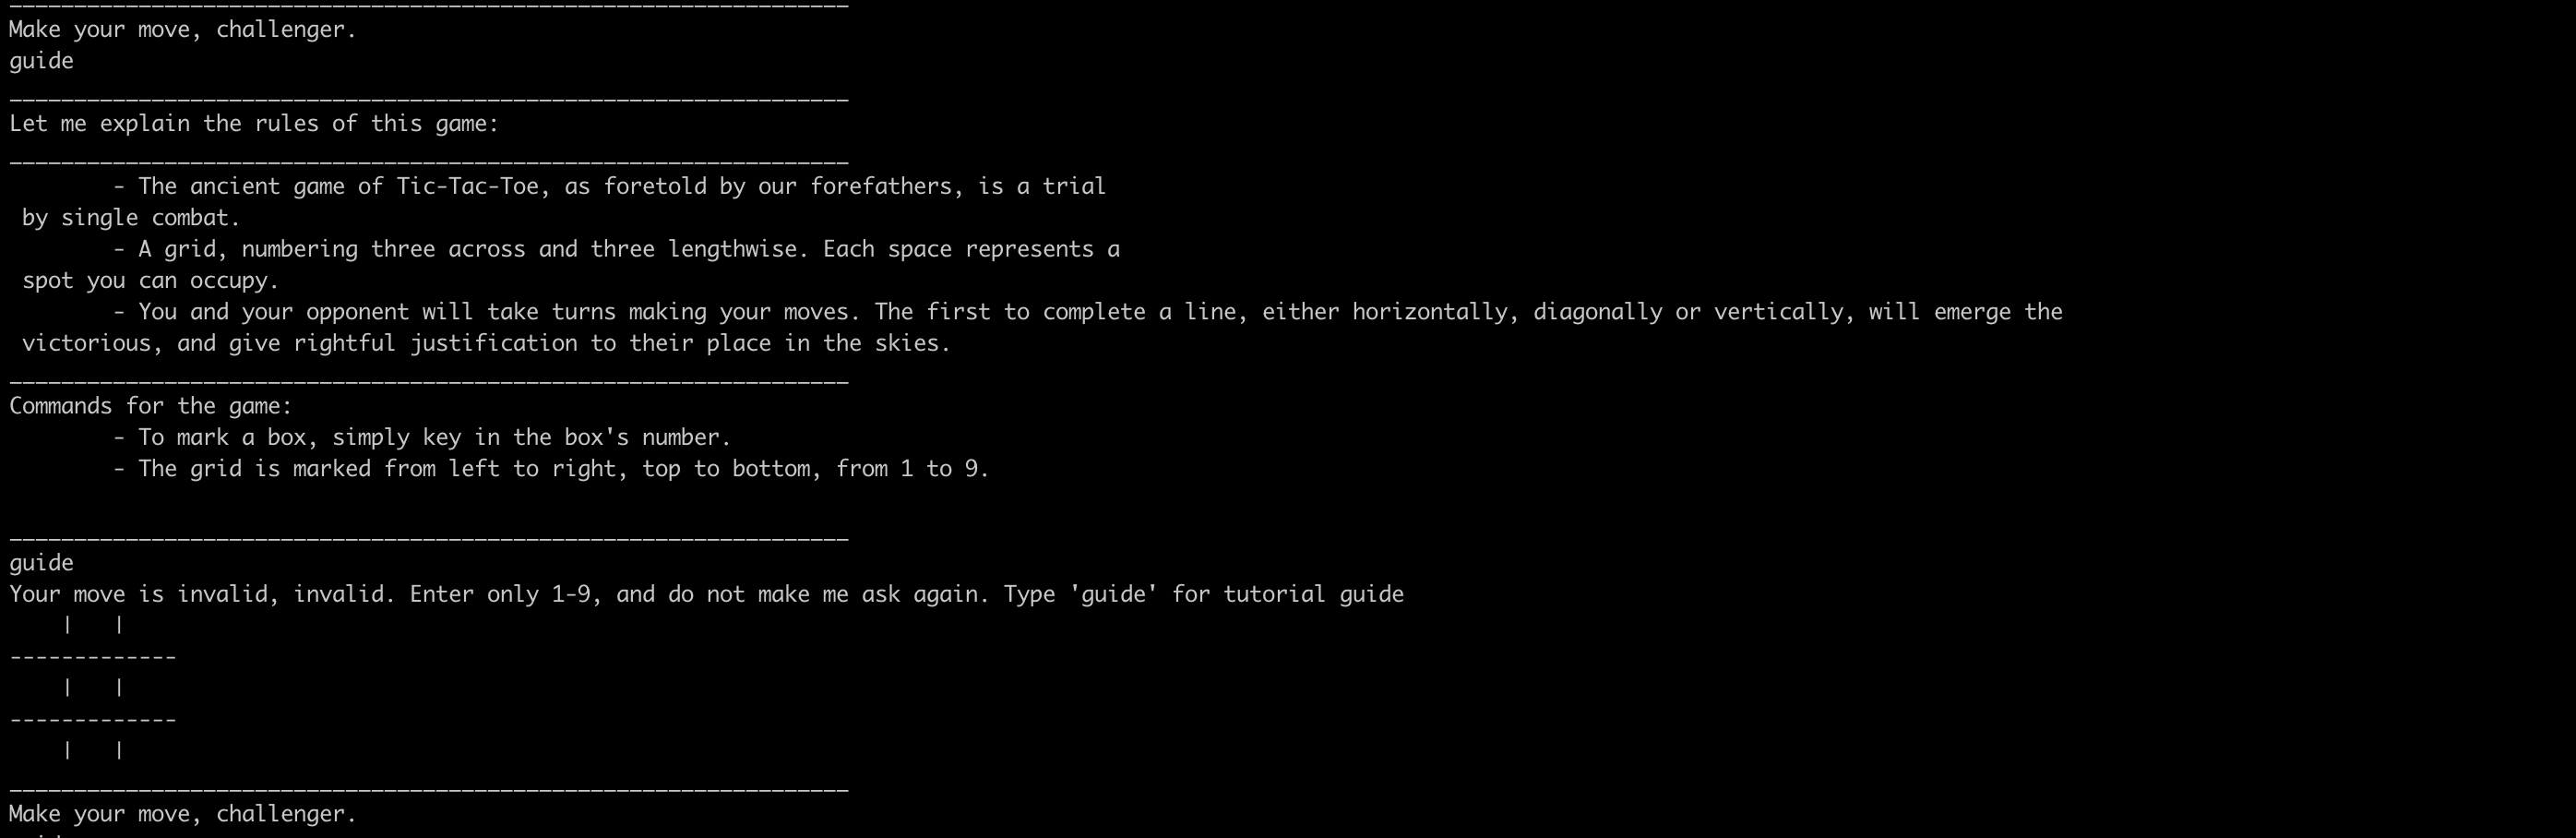 _________________________________________________________________
Make your move, challenger.
guide
_________________________________________________________________
Let me explain the rules of this game:
_________________________________________________________________
        - The ancient game of Tic-Tac-Toe, as foretold by our forefathers, is a trial
 by single combat.
        - A grid, numbering three across and three lengthwise. Each space represents a
 spot you can occupy.
        - You and your opponent will take turns making your moves. The first to complete a line, either horizontally, diagonally or vertically, will emerge the
 victorious, and give rightful justification to their place in the skies.
_________________________________________________________________
Commands for the game:
        - To mark a box, simply key in the box's number.
        - The grid is marked from left to right, top to bottom, from 1 to 9.

_________________________________________________________________
guide
Your move is invalid, invalid. Enter only 1-9, and do not make me ask again. Type 'guide' for tutorial guide
    |   |
-------------
    |   |
-------------
    |   |
_________________________________________________________________
Make your move, challenger.